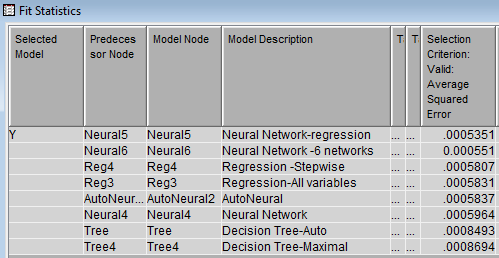 Fit Statistics
Selected Model Predeces sor Node Model Node Model Description T T Selection Criterion: Valid: Average Squared Error
Y Neural5 Neural5 Neural Network-regression ... ... .0005351
Neural6 Neural6 Neural Network -6 networks ... ... 0.000551
Reg4 Reg4 Regression -Stepwise ... ... .0005807
Reg3 Reg3 Regression-All variables ... ... .0005831
AutoNeur... AutoNeural2 AutoNeural ... ... .0005837
Neural4 Neural4 Neural Network ... ... .0005964
Tree Tree Decision Tree-Auto ... ... .0008493
Tree4 Tree4 Decision Tree-Maximal ... ... .0008694